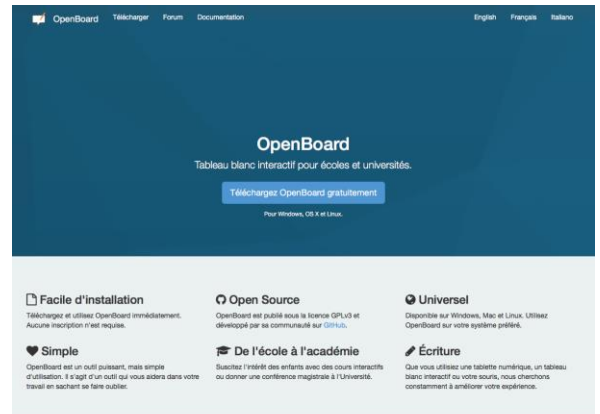 OpenBoard Télécharger Forum Documentation English Français Italiano
OpenBoard
Tableau blanc interactif pour écoles et universités.
Téléchargez OpenBoard gratuitement
Pour Windows, OS X et Linux.
Facile d'installation
Téléchargez et utilisez OpenBoard immédiatement.
Aucune inscription n'est requise.
Open Source
OpenBoard est publié sous la licence GPLv3 et
développé par sa communauté sur GitHub.
Universel
Disponible sur Windows, Mac et Linux. Utilisez
OpenBoard sur votre système préféré.
Simple
OpenBoard est un outil puissant, mais simple
d'utilisation. Il s'agit d'un outil qui vous aidera dans votre
travail en sachant se faire oublier.
De l'école à l'académie
Suscitez l'intérêt des enfants avec des cours interactifs
ou donner une conférence magistrale à l'Université.
Écriture
Que vous utilisiez une tablette numérique, un tableau
blanc interactif ou votre souris, nous cherchons
constamment à améliorer votre expérience.